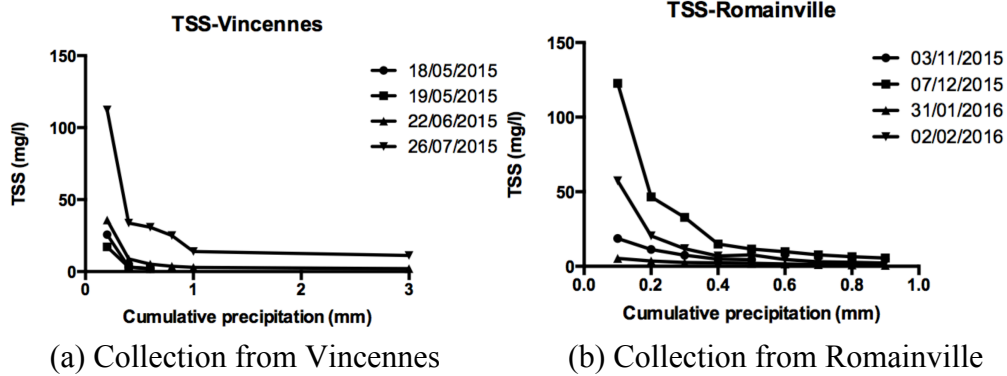 TSS-Vincennes
150
100
50
0
TSS (mg/l)
18/05/2015
19/05/2015
22/06/2015
26/07/2015
0 1 2 3
Cumulative precipitation (mm)
(a) Collection from Vincennes
TSS-Romainville
150
100
50
0
TSS (mg/l)
03/11/2015
07/12/2015
31/01/2016
02/02/2016
0.0 0.2 0.4 0.6 0.8 1.0
Cumulative precipitation (mm)
(b) Collection from Romainville